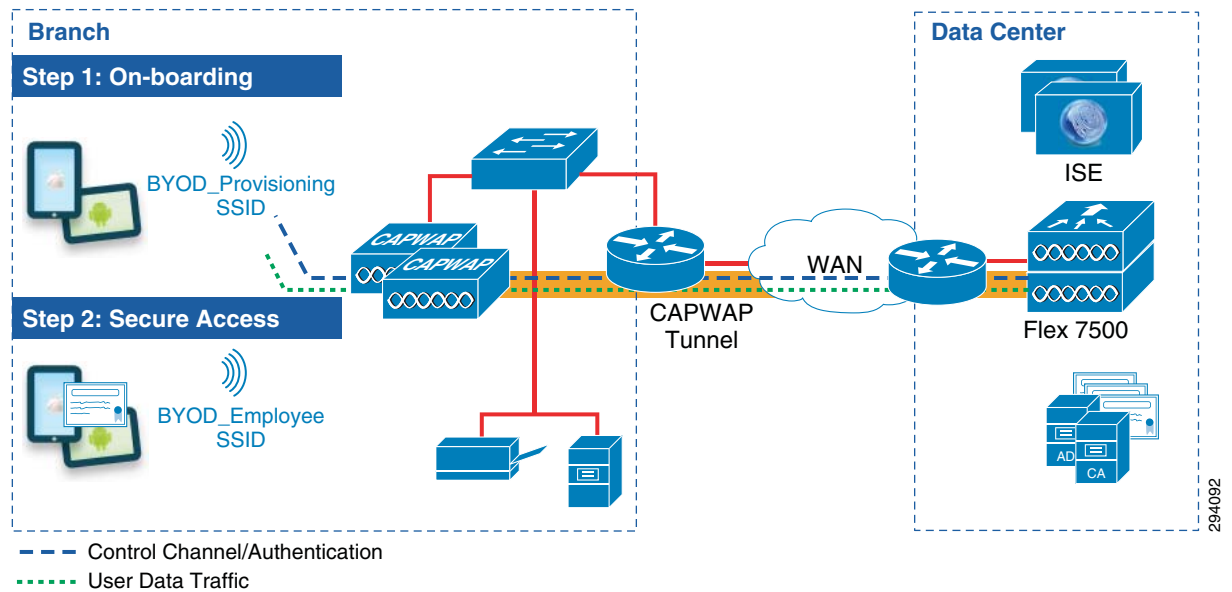 Branch
Data Center
Step 1: On-boarding
BYOD_Provisioning
SSID
CAPWAP
CAPWAP
WAN
ISE
CAPWAP
Tunnel
Flex 7500
Step 2: Secure Access
BYOD_Employee
SSID
AD
CA
294092
Control Channel/Authentication
User Data Traffic